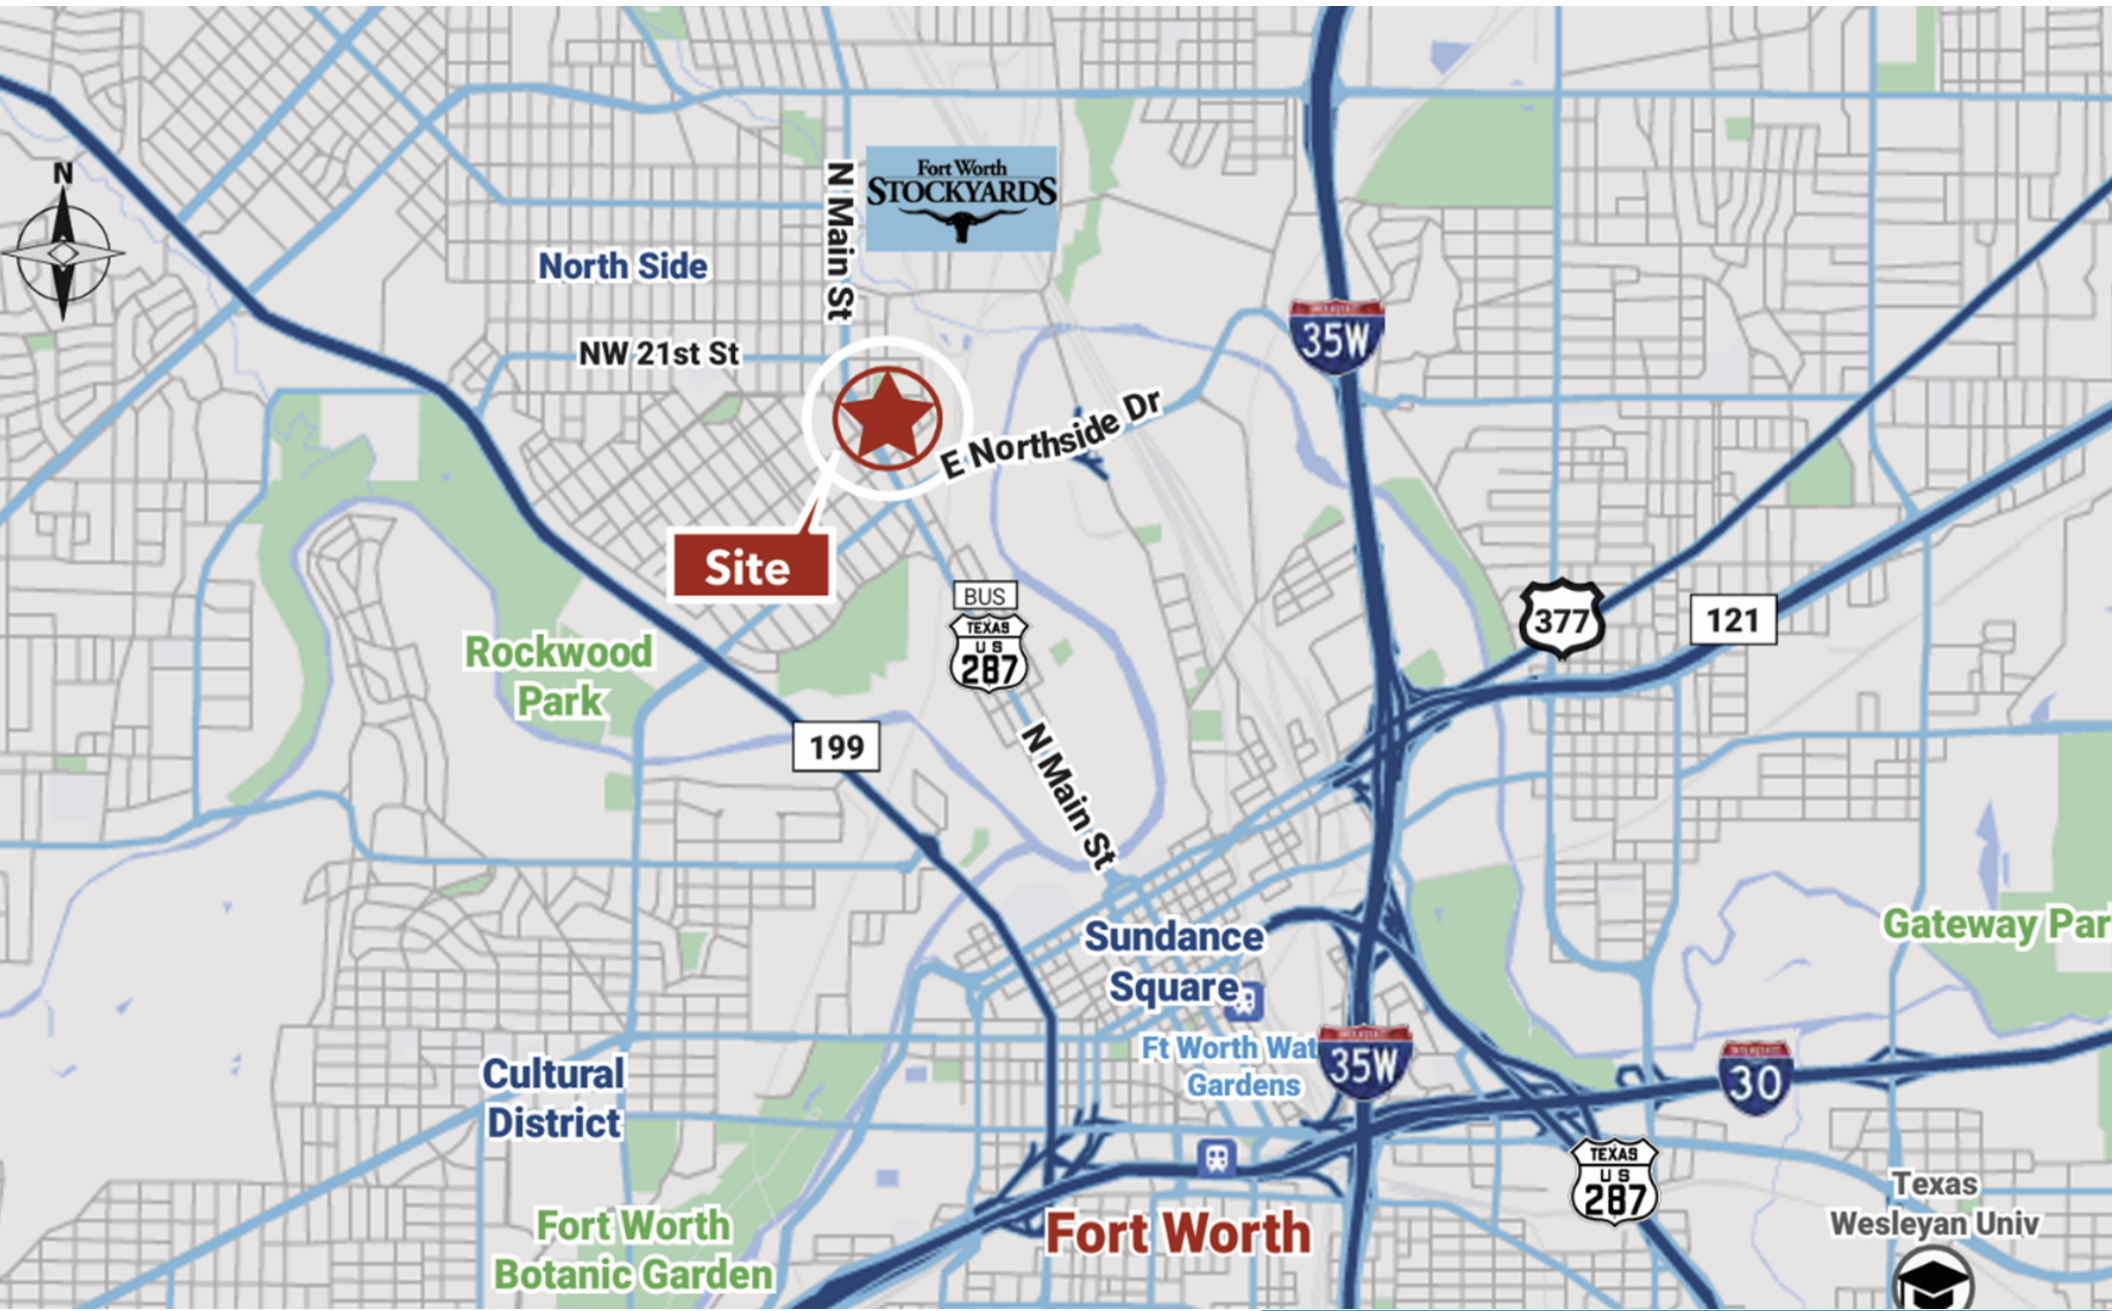 N
N Main St
Fort Worth
STOCKYARDS
North Side
35W
NW 21st St
E Northside Dr
Site
BUS
TEXAS
US
287
377
121
Rockwood
Park
199
N Main St
Sundance
Square
Gateway Par
Ft Worth Wat
Gardens
35W
INTERSTATE
30
Cultural
District
TEXAS
US
287
Texas
Wesleyan Univ
Fort Worth
Fort Worth
Botanic Garden